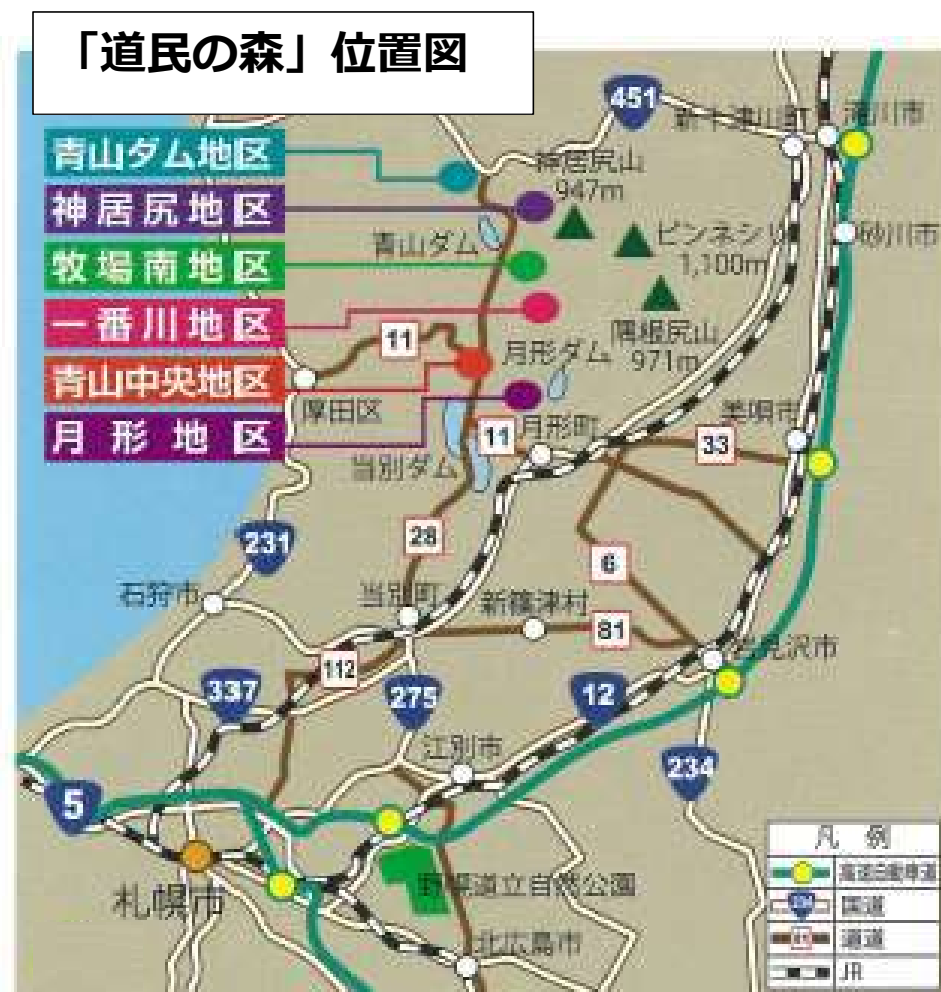 「道民の森」位置図
451
新十津川町
滝川市
青山ダム地区
神居尻山
947m
神居尻地区
青山ダム
ピンネシリ
1,100m
砂川市
牧場南地区
一番川地区
11
月形ダム
隈根尻山
971m
青山中央地区
厚田区
月形地区
11
月形町
33
美唄市
当別ダム
28
231
6
石狩市
当別町
新篠津村
81
岩見沢市
112
337
275
12
江別市
234
5
札幌市
野幌道立自然公園
北広島市
凡例
高速自動車道
国道
81
道道
JR